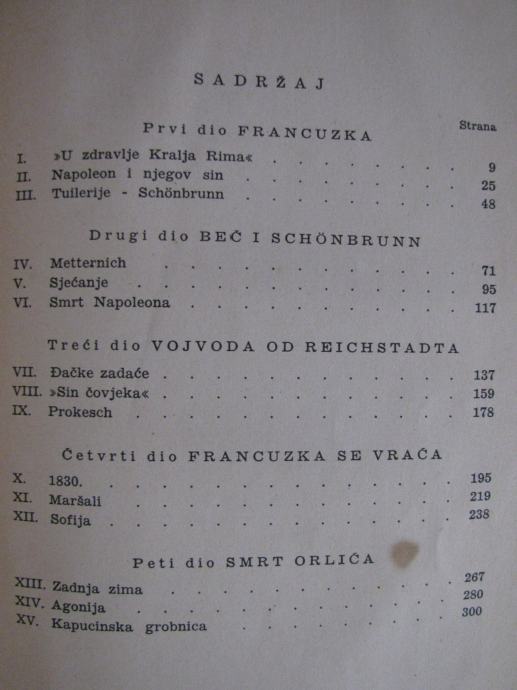 SADRŽAJ
Prvi dio FRANCUZKA Strana
I. »U zdravlje Kralja Rima« . . . . . . . 9
II. Napoleon i njegov sin . . . . . . . . 25
III. Tuilerije - Schönbrunn . . . . . . . . 48
Drugi dio BEČ I SCHÖNBRUNN
IV. Metternich . . . . . . . . . . . 71
V. Sjećanje . . . . . . . . . . . . 95
VI. Smrt Napoleona . . . . . . . . . . 117
Treći dio VOJVODA OD REICHSTADTA
VII. Đačke zadaće . . . . . . . . . . . 137
VIII. »Sin čovjeka« . . . . . . . . . . . 159
IX. Prokesch . . . . . . . . . . . . 178
Četvrti dio FRANCUZKA SE VRAĆA
X. 1830. . . . . . . . . . . . . . 195
XI. Maršali . . . . . . . . . . . . 219
XII. Sofija . . . . . . . . . . . . . 238
Peti dio SMRT ORLIĆA
XIII. Zadnja zima . . . . . . . . . . . 267
XIV. Agonija . . . . . . . . . . . . 280
XV. Kapucinska grobnica . . . . . . . . 300